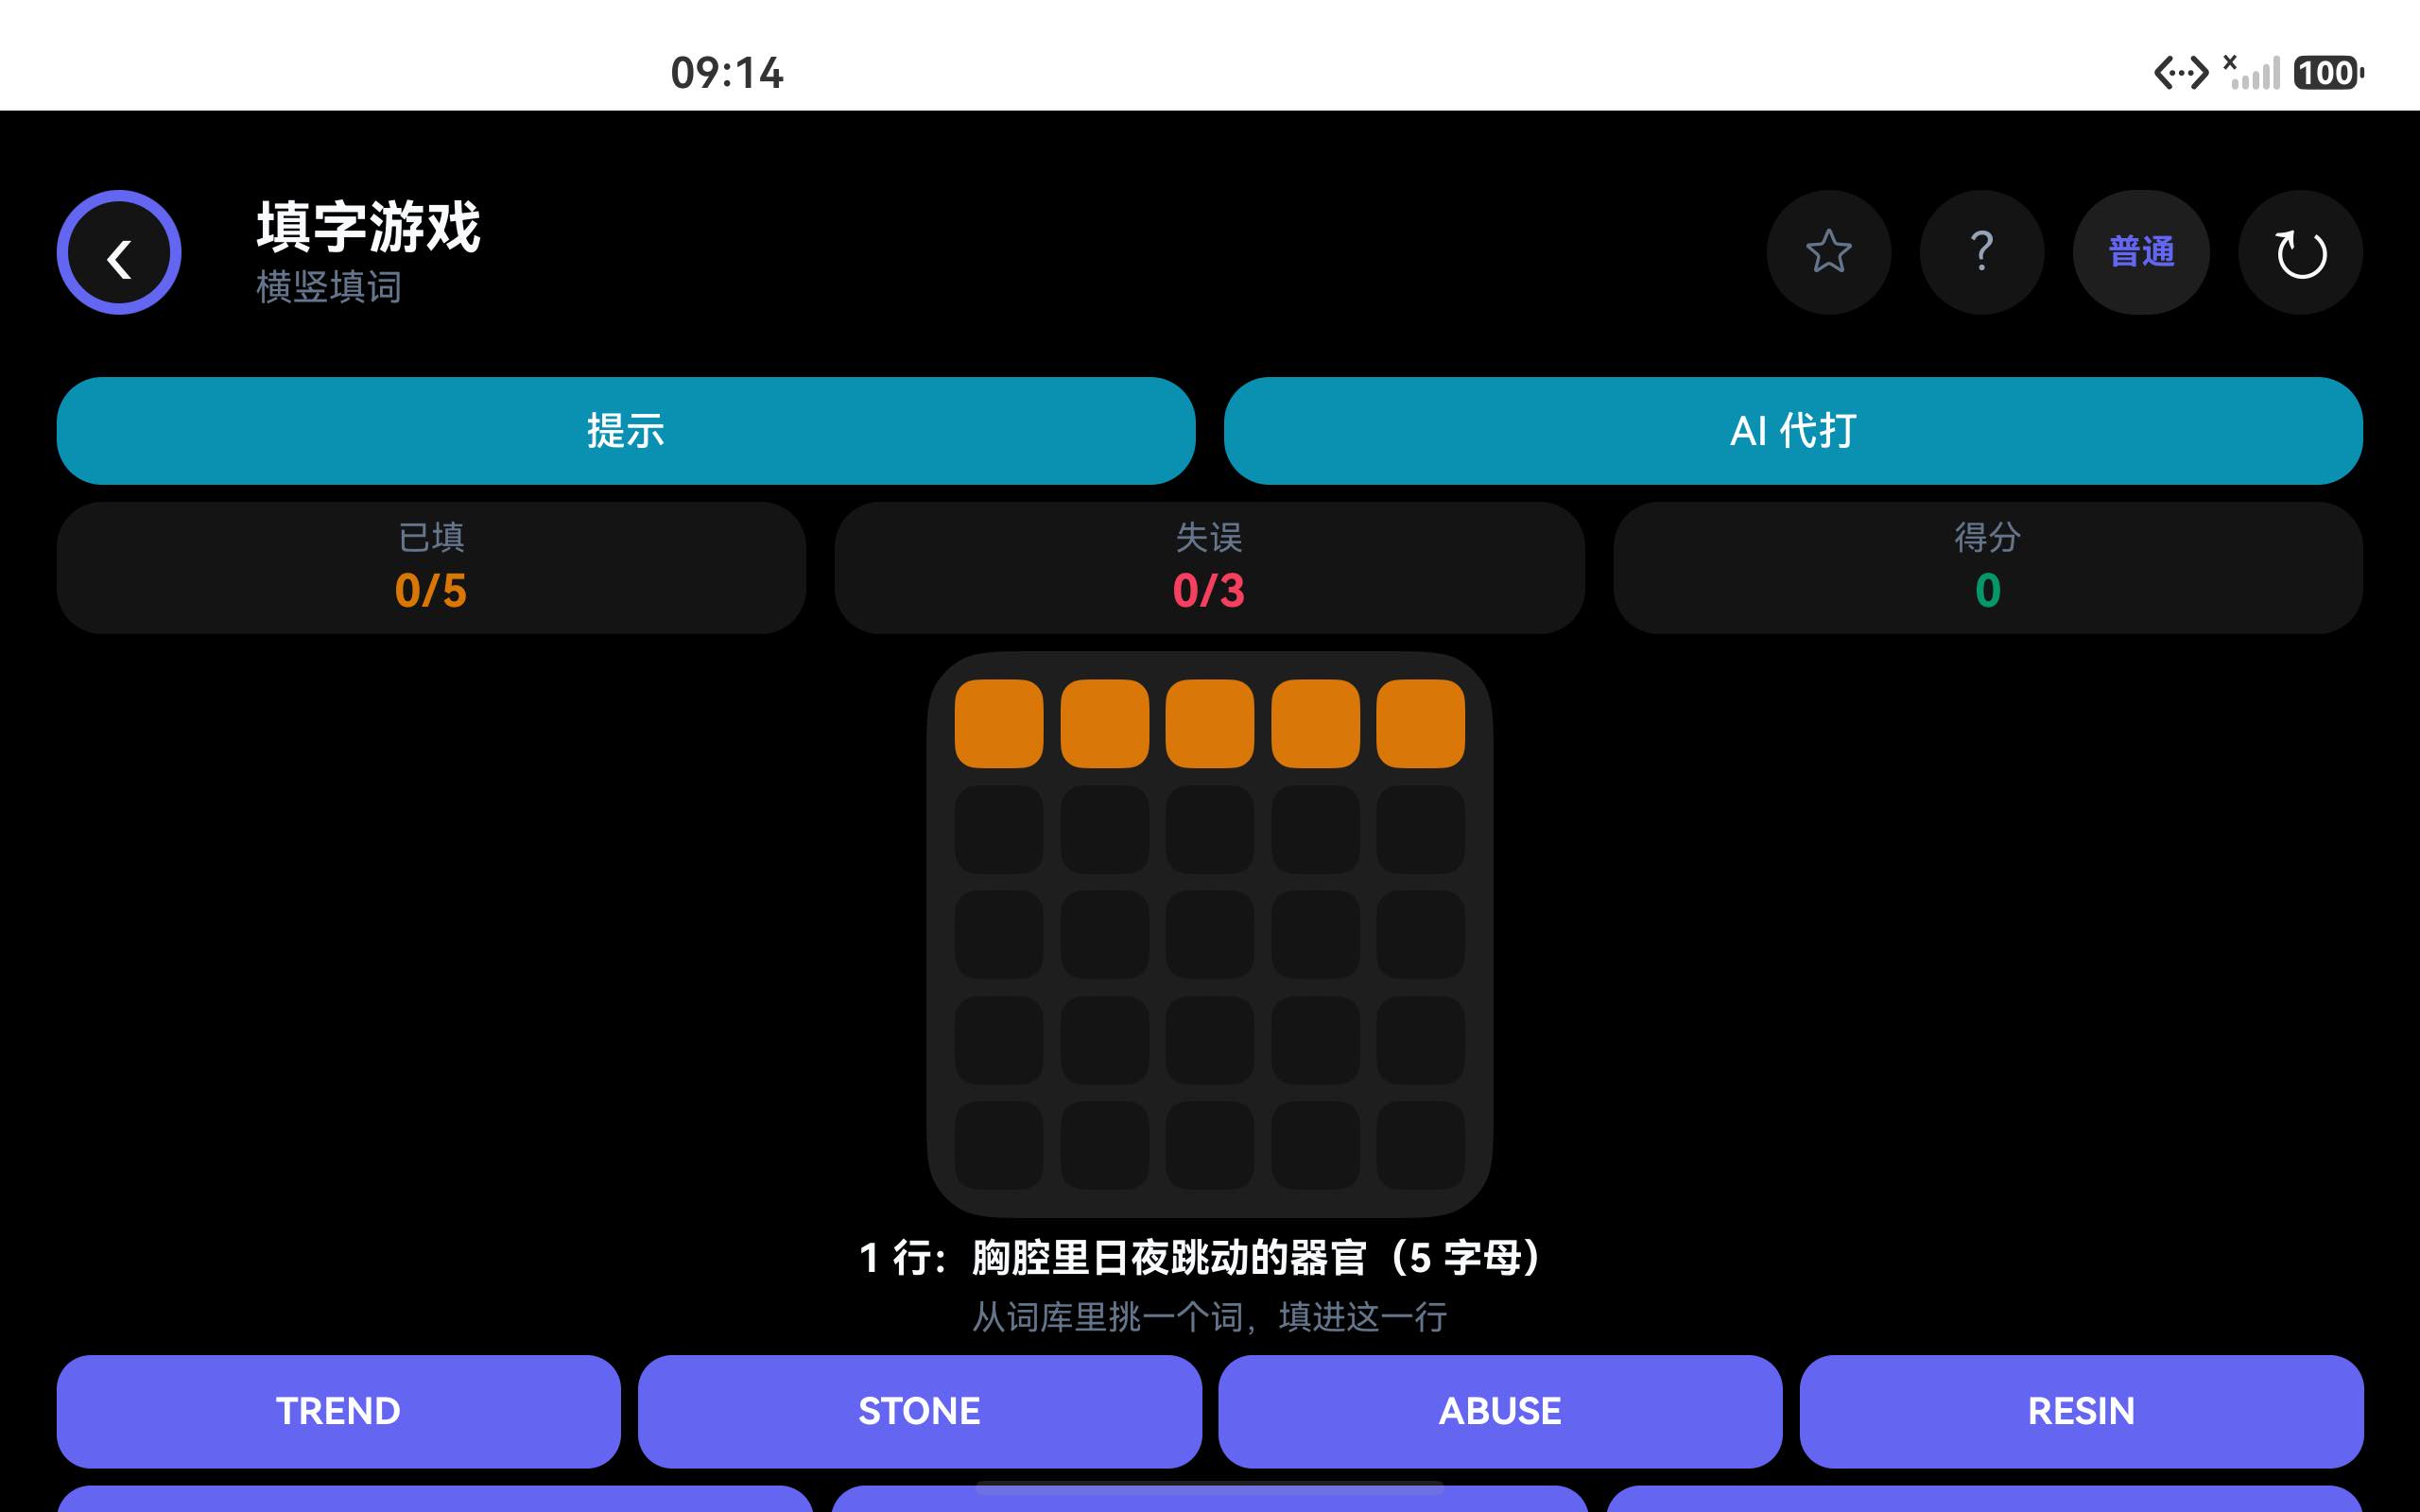 09:14
100
填字游戏
横竖填词
?
普通
提示
AI 代打
已填
失误
得分
0/5
0/3
0
1 行：胸腔里日夜跳动的器官（5 字母）
从词库里挑一个词，填进这一行
TREND
STONE
ABUSE
RESIN